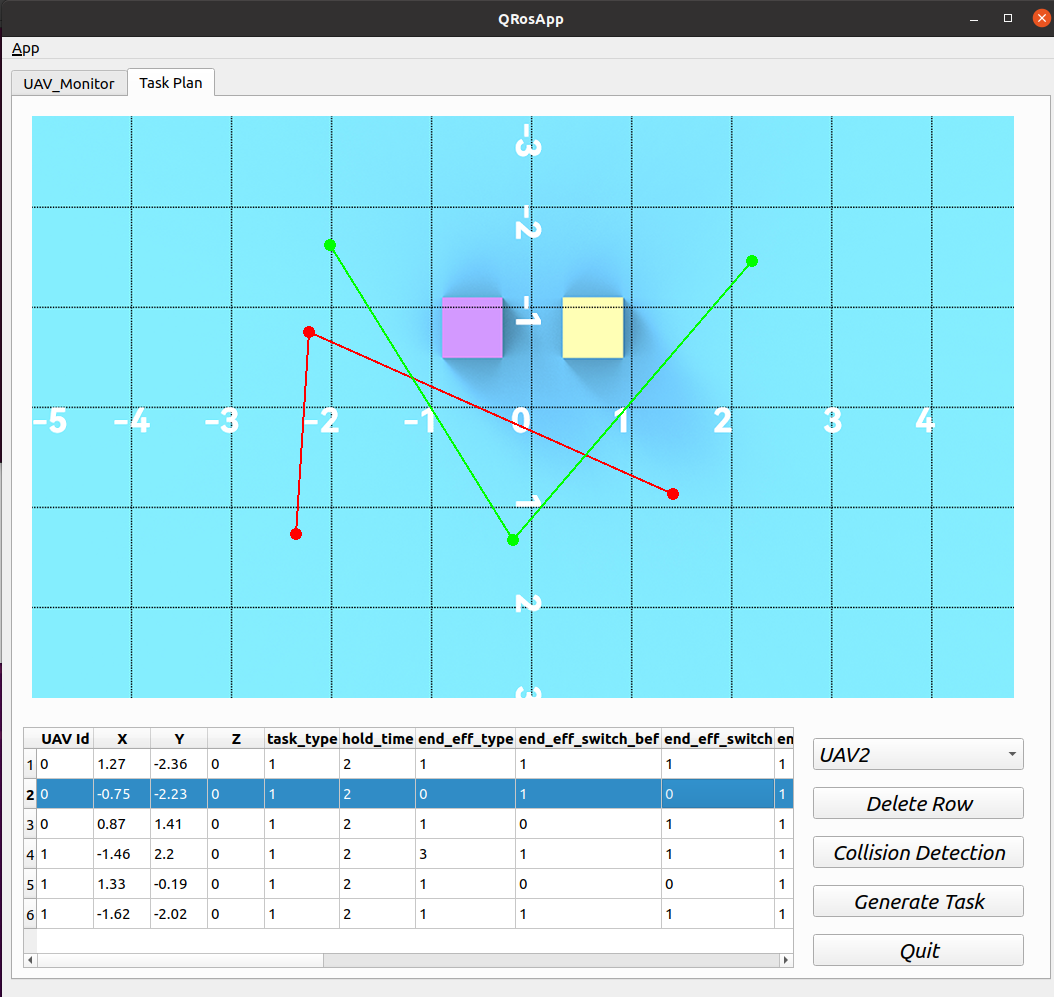 QRosApp
App
UAV_Monitor Task Plan
-3
-2
-1
-5 -4 -3 -2 -1 0 1 2 3 4
1
2
3
UAV Id X Y Z task_type hold_time end_eff_type end_eff_switch_bef end_eff_switch en
1 0 1.27 -2.36 0 1 2 1 1 1 1
2 0 -0.75 -2.23 0 1 2 0 1 0 1
3 0 0.87 1.41 0 1 2 1 0 1 1
4 1 -1.46 2.2 0 1 2 3 1 1 1
5 1 1.33 -0.19 0 1 2 1 0 0 1
6 1 -1.62 -2.02 0 1 2 1 1 1 1
UAV2
Delete Row
Collision Detection
Generate Task
Quit